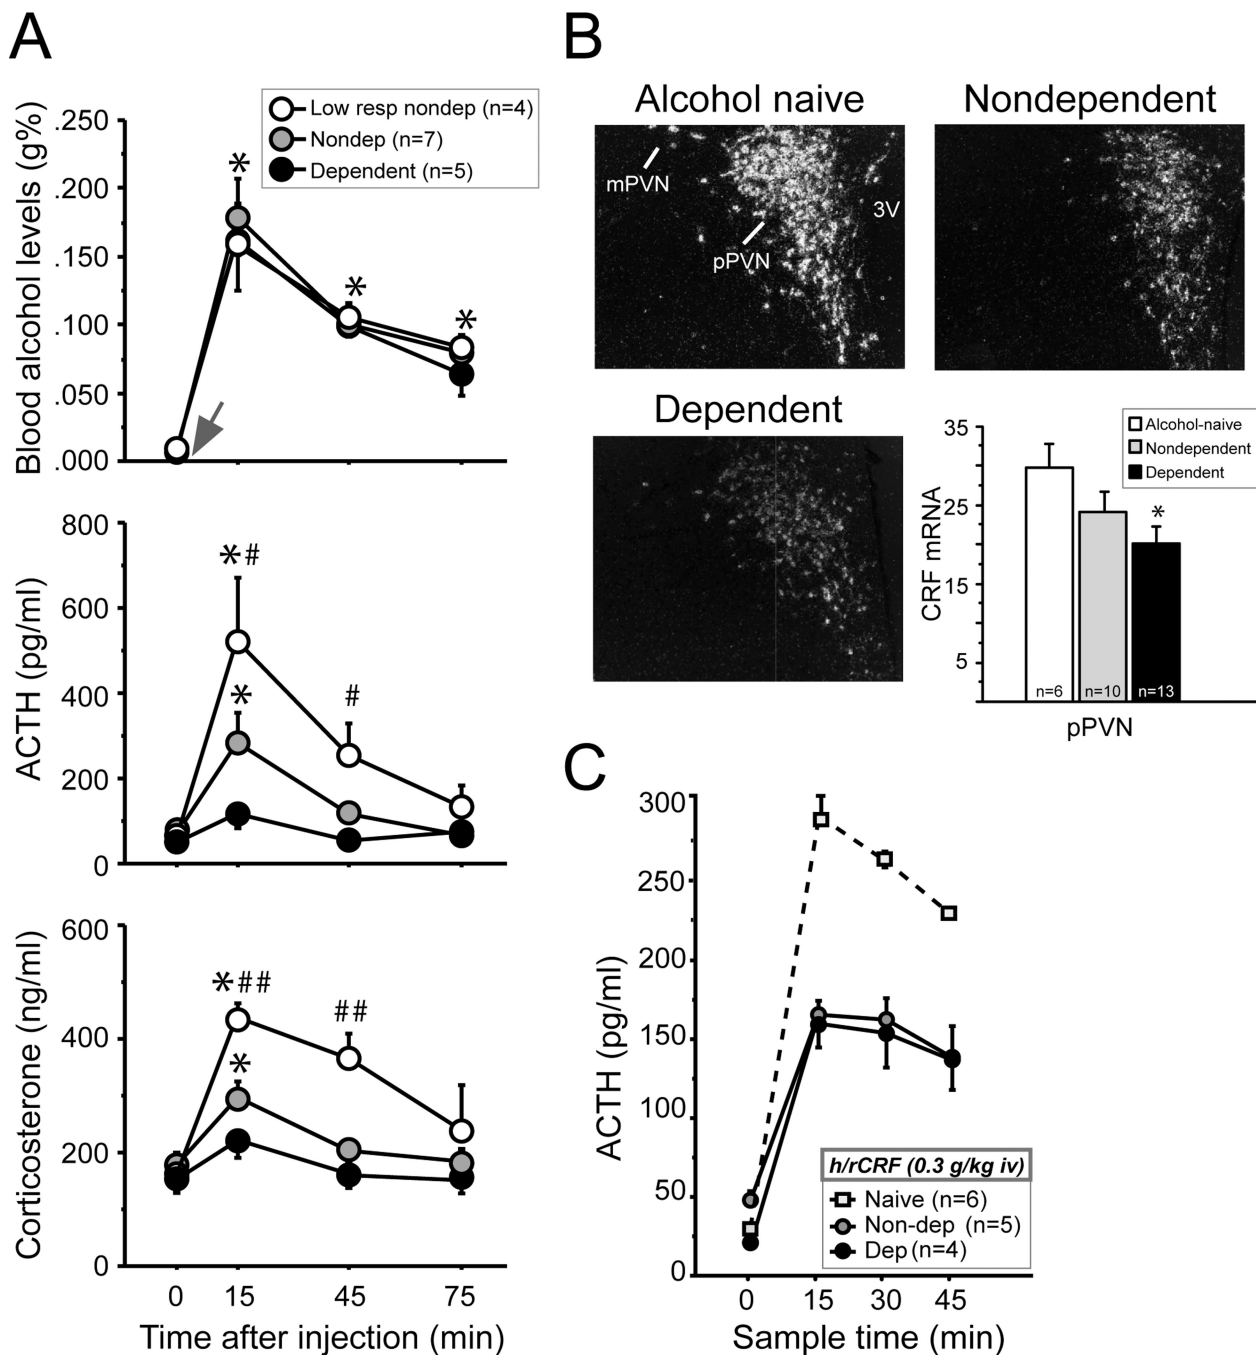 A
Blood alcohol levels (g%)
.250
.200
.150
.100
.050
.000
Low resp nondep (n=4)
Nondep (n=7)
Dependent (n=5)
*
*
*
ACTH (pg/ml)
800
600
400
200
0
*#
*
#
Corticosterone (ng/ml)
600
400
200
0
*##
*
##
0 15 45 75
Time after injection (min)
B
Alcohol naive
mPVN
pPVN
3V
Nondependent
Dependent
CRF mRNA
35
25
15
5
Alcohol-naive
Nondependent
Dependent
*
n=6 n=10 n=13
pPVN
C
ACTH (pg/ml)
300
250
200
150
100
50
0
h/rCRF (0.3 g/kg iv)
Naive (n=6)
Non-dep (n=5)
Dep (n=4)
0 15 30 45
Sample time (min)